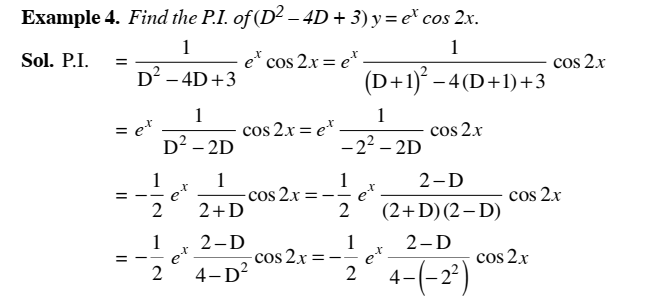 Example 4. Find the P.I. of (D² – 4D + 3) y = eˣ cos 2x.
Sol. P.I. = 1/(D² – 4D+3) eˣ cos 2x = eˣ 1/((D+1)² – 4(D+1)+3) cos 2x
= eˣ 1/(D² – 2D) cos 2x = eˣ 1/(–2² – 2D) cos 2x
= –1/2 eˣ 1/(2+D) cos 2x = –1/2 eˣ (2–D)/((2+D)(2–D)) cos 2x
= –1/2 eˣ (2–D)/(4–D²) cos 2x = –1/2 eˣ (2–D)/(4–(–2²)) cos 2x